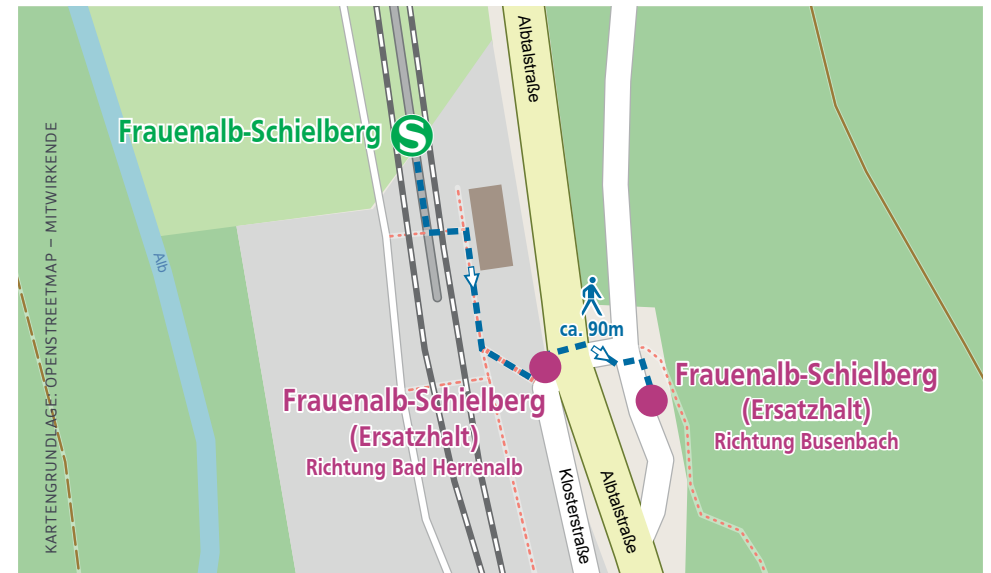 Albtalstraße
Frauenalb-Schielberg
S
KARTENGRUNDLAGE: OPENSTREETMAP – MITWIRKENDE
Alb
ca. 90m
Frauenalb-Schielberg
(Ersatzhalt)
Richtung Busenbach
Frauenalb-Schielberg
(Ersatzhalt)
Richtung Bad Herrenalb
Klosterstraße
Albtalstraße